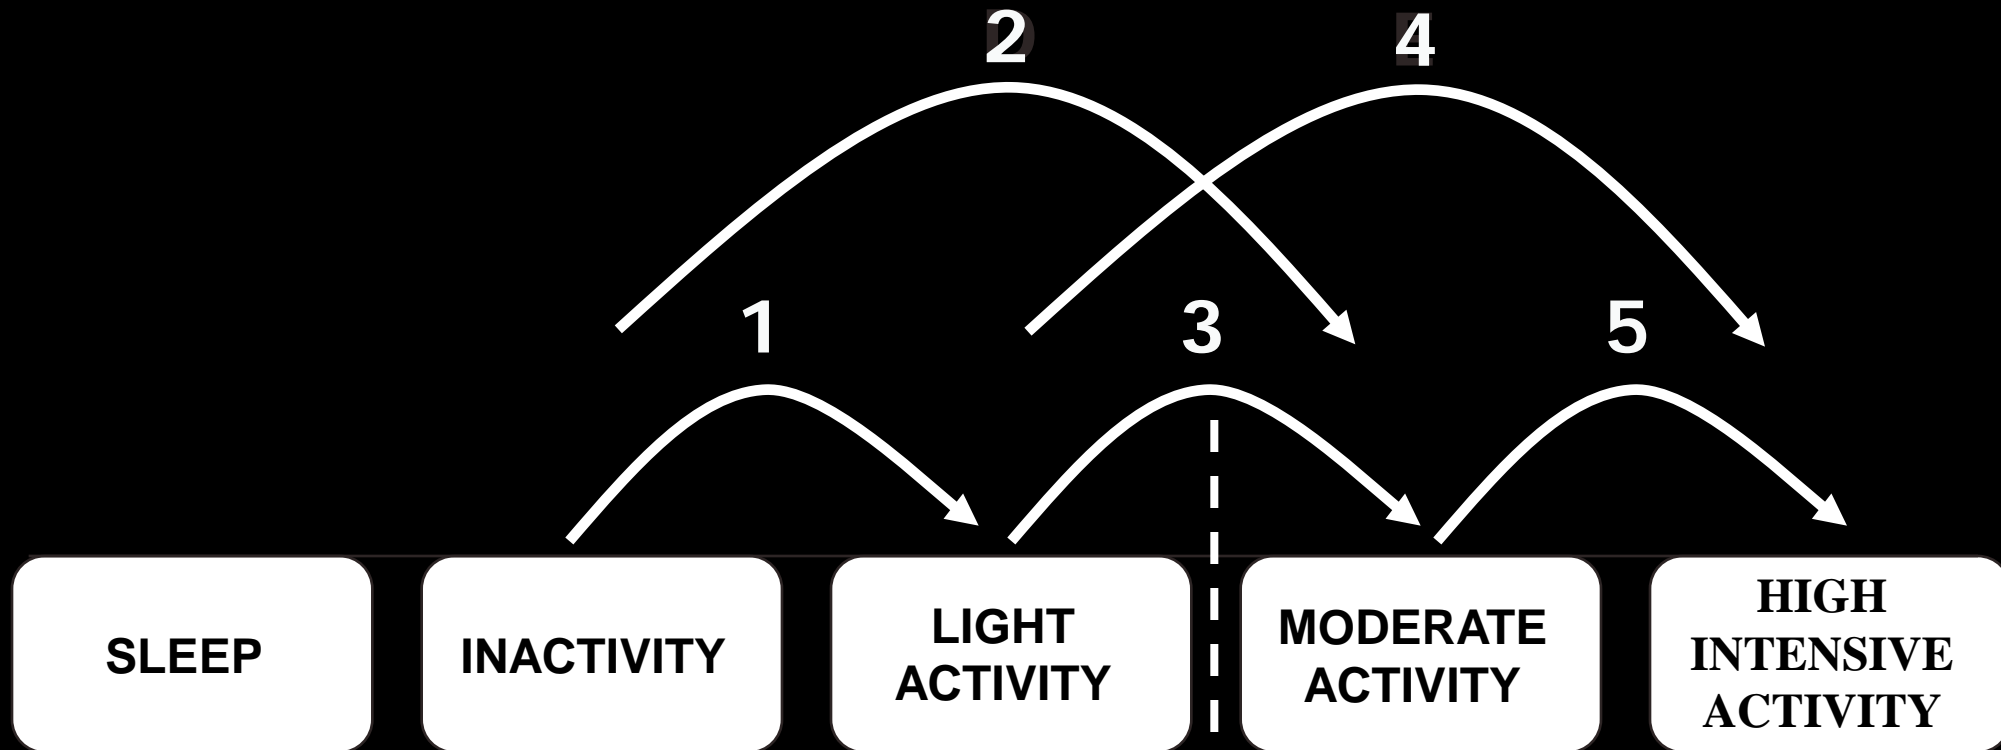 2
4
1
3
5
SLEEP
INACTIVITY
LIGHT
ACTIVITY
MODERATE
ACTIVITY
HIGH
INTENSIVE
ACTIVITY